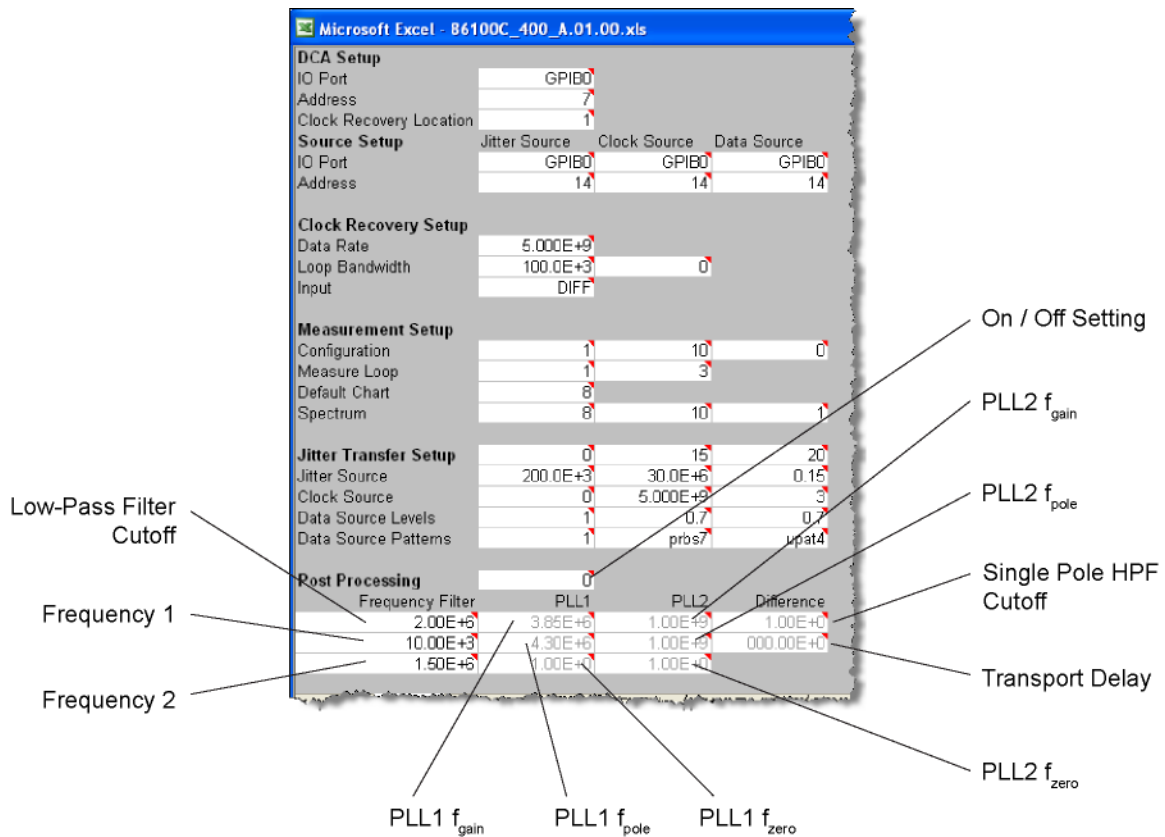 Microsoft Excel - 86100C_400_A.01.00.xls
DCA Setup
IO Port GPIB0
Address 7
Clock Recovery Location 1
Source Setup Jitter Source Clock Source Data Source
IO Port GPIB0 GPIB0 GPIB0
Address 14 14 14
Clock Recovery Setup
Data Rate 5.000E+9
Loop Bandwidth 100.0E+3 0
Input DIFF
Measurement Setup
Configuration 1 10 0
Measure Loop 1 3
Default Chart 8
Spectrum 8 10 1
Jitter Transfer Setup 0 15 20
Jitter Source 200.0E+3 30.0E+6 0.15
Clock Source 0 5.000E+9 3
Data Source Levels 1 0.7 0.7
Data Source Patterns 1 prbs7 upat4
Post Processing 0
Frequency Filter PLL1 PLL2 Difference
2.00E+6 3.85E+6 1.00E+9 1.00E+0
10.00E+3 4.30E+6 1.00E+9 000.00E+0
1.50E+6 1.00E+0 1.00E+0
Low-Pass Filter
Cutoff
Frequency 1
Frequency 2
On / Off Setting
PLL2 fgain
PLL2 fpole
Single Pole HPF
Cutoff
Transport Delay
PLL2 fzero
PLL1 fgain PLL1 fpole PLL1 fzero